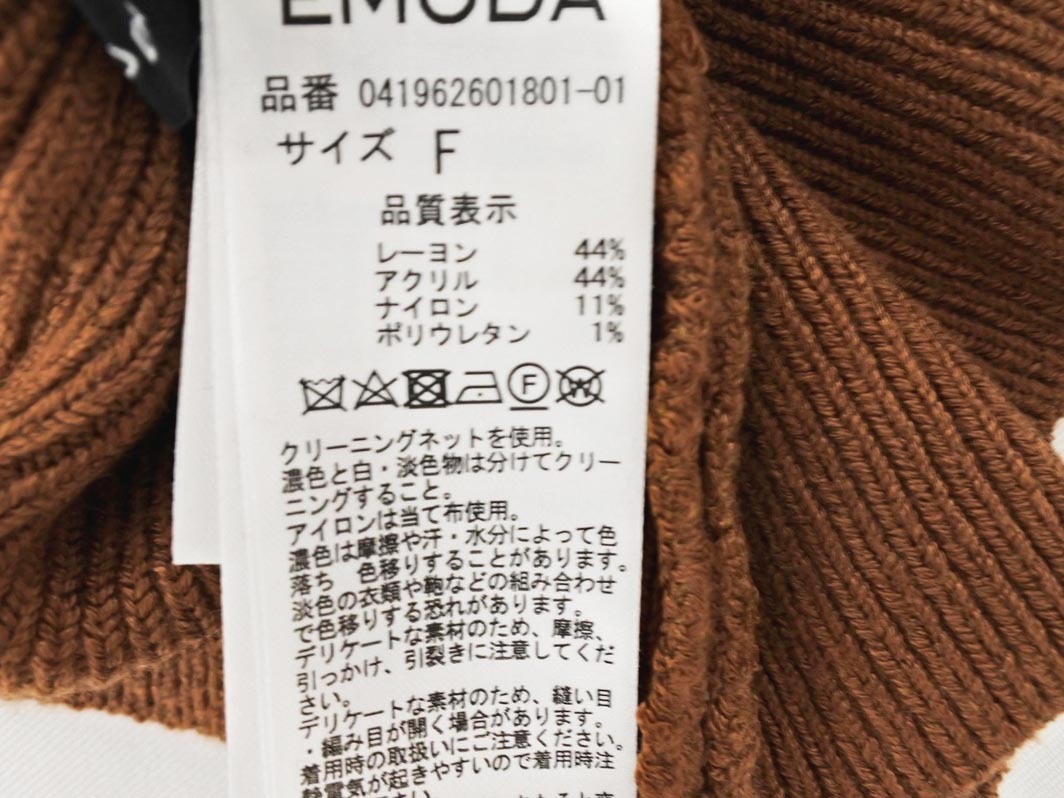 EMODA
品番 041962601801-01
サイズ F
品質表示
レーヨン 44%
アクリル 44%
ナイロン 11%
ポリウレタン 1%
F W
クリーニングネットを使用。
濃色と白・淡色物は分けてクリー
ニングすること。
アイロンは当て布使用。
濃色は摩擦や汗・水分によって色
落ち 色移りすることがあります。
淡色の衣類や鞄などの組み合わせ
で色移りする恐れがあります。
デリケートな素材のため、摩擦、
引っかけ、引裂きに注意してくだ
さい。
デリケートな素材のため、縫い目
・編み目が開く場合があります。
着用時の取扱いにご注意ください。
静電気が起きやすいので着用時注